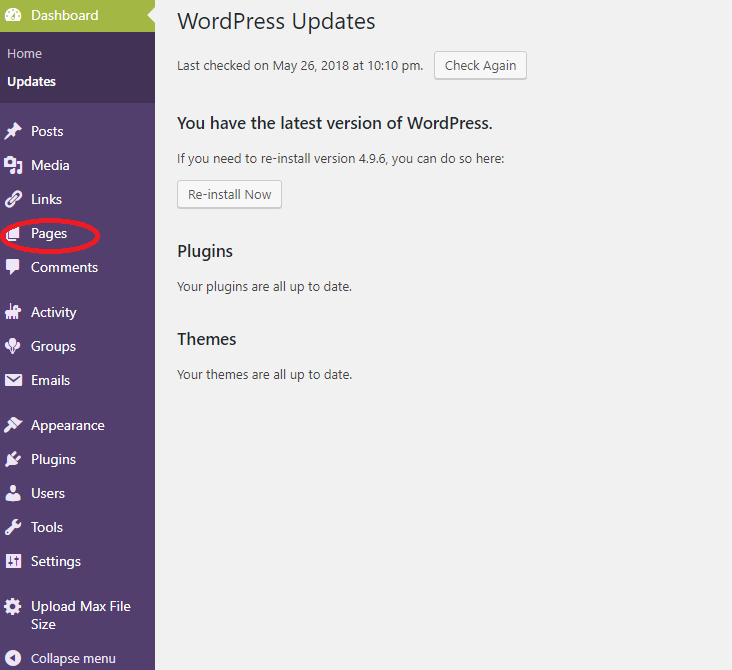 Dashboard
Home
Updates
Posts
Media
Links
Pages
Comments
Activity
Groups
Emails
Appearance
Plugins
Users
Tools
Settings
Upload Max File
Size
Collapse menu
WordPress Updates
Last checked on May 26, 2018 at 10:10 pm. Check Again
You have the latest version of WordPress.
If you need to re-install version 4.9.6, you can do so here:
Re-install Now
Plugins
Your plugins are all up to date.
Themes
Your themes are all up to date.